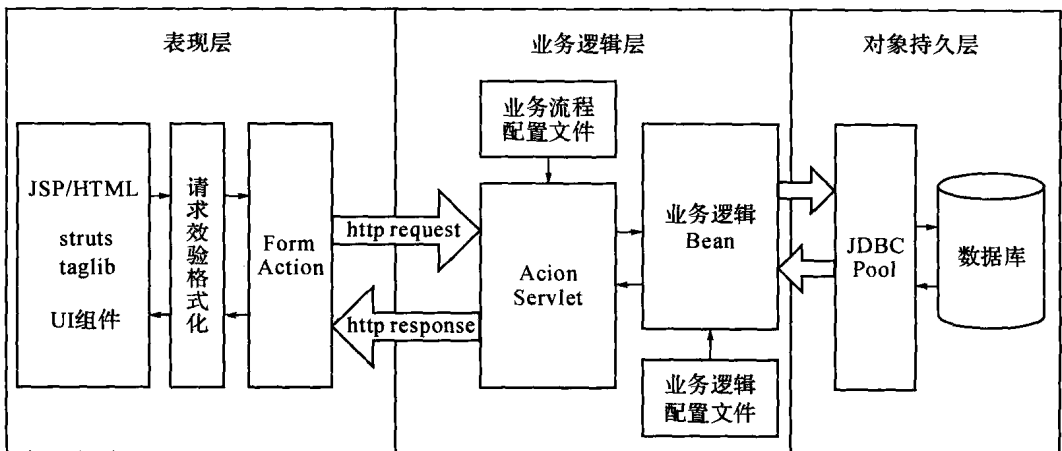 表现层
业务逻辑层
对象持久层
JSP/HTML
struts
taglib
UI组件
请求效验格式化
Form
Action
http request
http response
业务流程
配置文件
Acion
Servlet
业务逻辑
Bean
业务逻辑
配置文件
JDBC
Pool
数据库